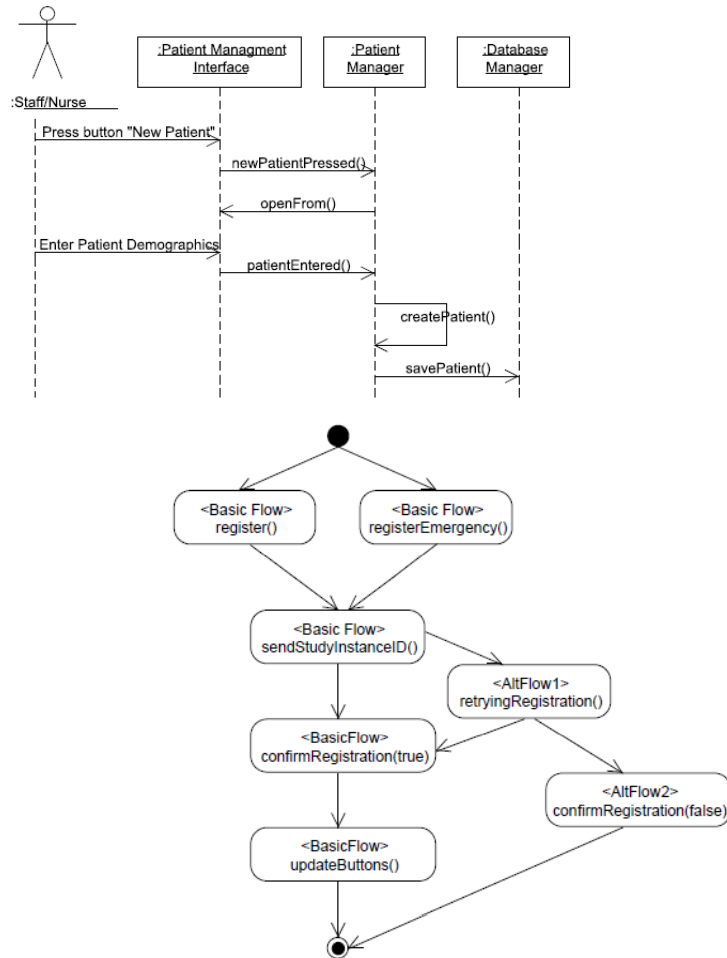 :Patient Managment
Interface
:Patient
Manager
:Database
Manager
:Staff/Nurse
Press button "New Patient"
newPatientPressed()
openFrom()
Enter Patient Demographics
patientEntered()
createPatient()
savePatient()
<Basic Flow>
register()
<Basic Flow>
registerEmergency()
<Basic Flow>
sendStudyInstanceID()
<AltFlow1>
retryingRegistration()
<BasicFlow>
confirmRegistration(true)
<AltFlow2>
confirmRegistration(false)
<BasicFlow>
updateButtons()